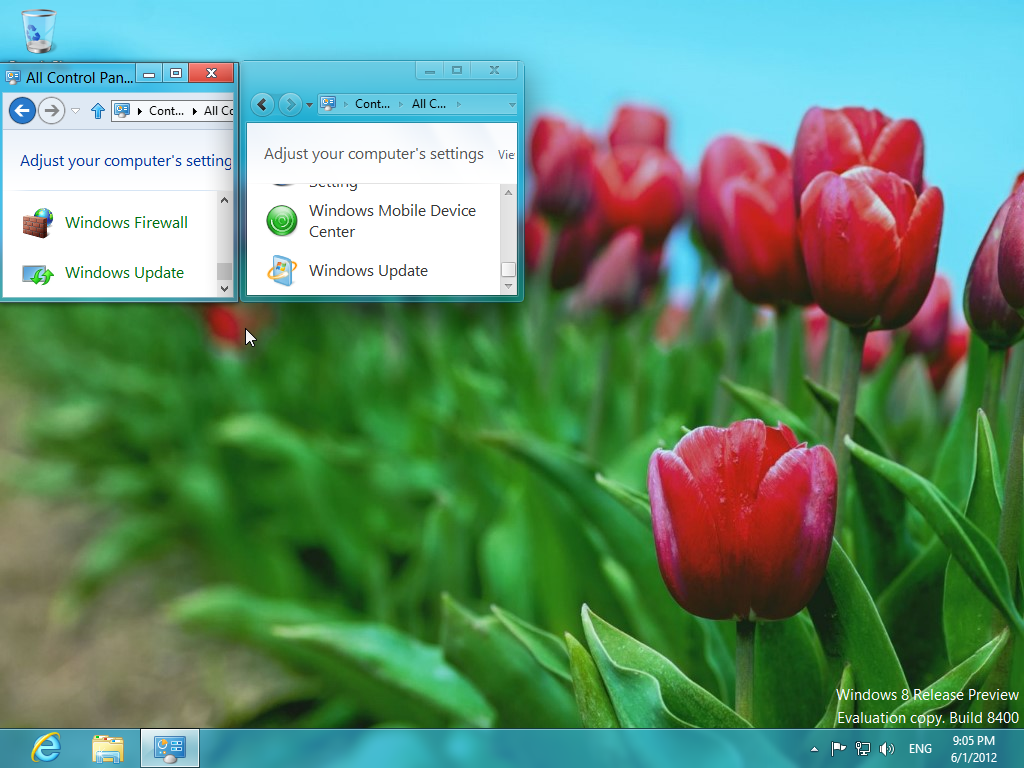 All Control Pan...
Cont...
All Co
Adjust your computer's setting
Windows Firewall
Windows Update
Cont...
All C...
Adjust your computer's settings
Vie
Setting
Windows Mobile Device
Center
Windows Update
Windows 8 Release Preview
Evaluation copy. Build 8400
ENG
9:05 PM
6/1/2012